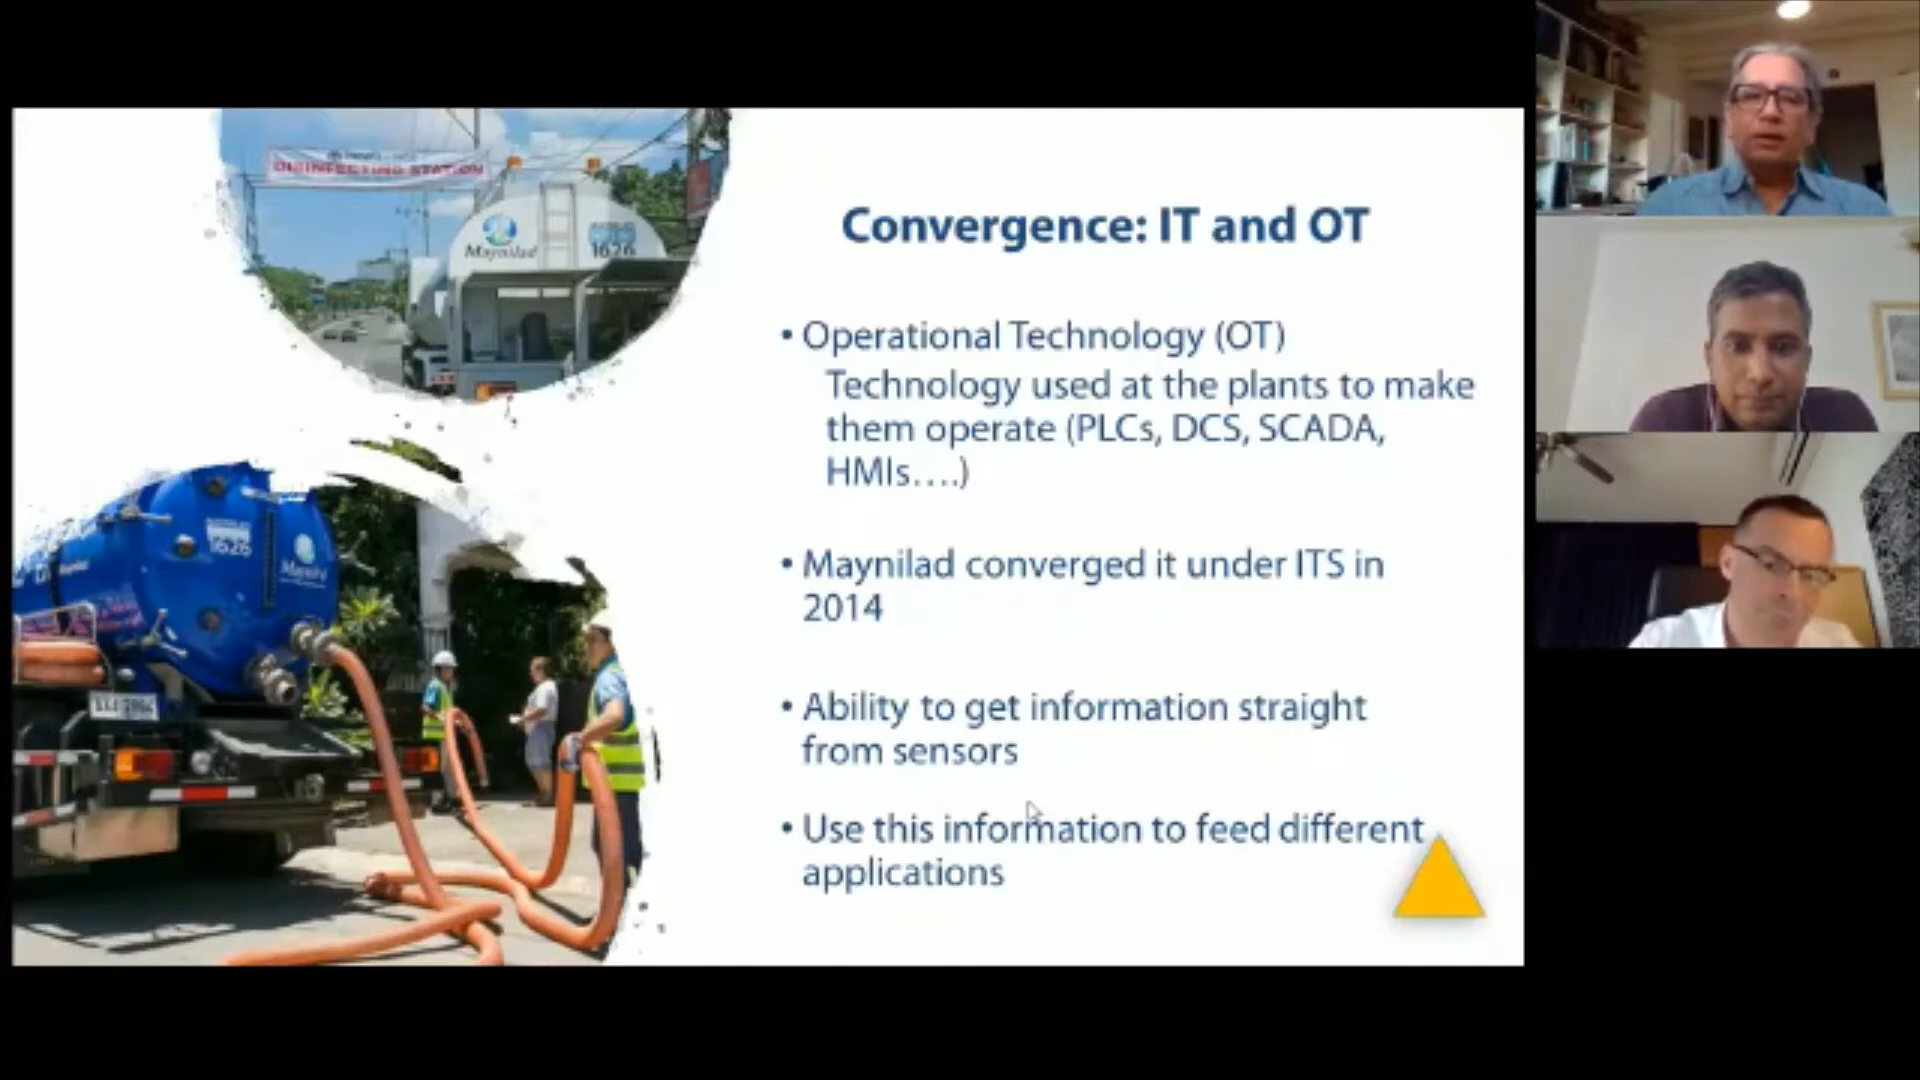 DISINFECTING STATION
Maynilad
1626
Convergence: IT and OT
• Operational Technology (OT)
Technology used at the plants to make
them operate (PLCs, DCS, SCADA,
HMIs....)
• Maynilad converged it under ITS in
2014
• Ability to get information straight
from sensors
• Use this information to feed different
applications
1626
Maynilad